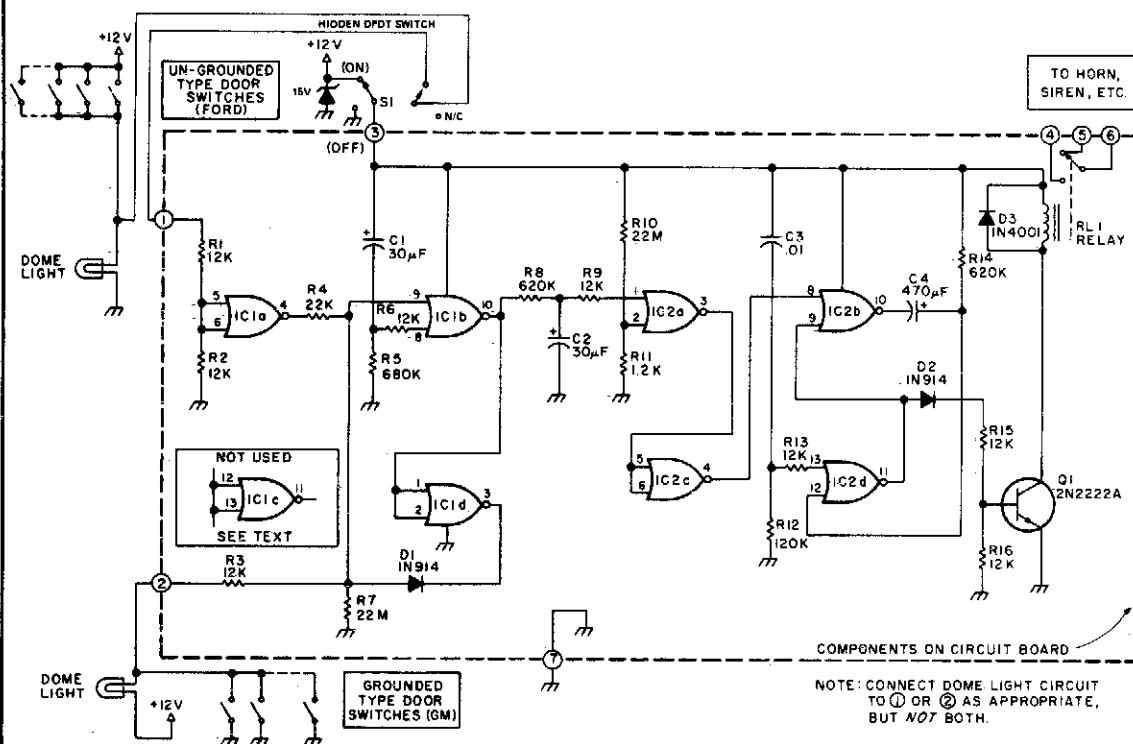 HIDDEN DPDT SWITCH
+12V
+12V
(ON)
UN-GROUNDED
TYPE DOOR
SWITCHES
(FORD)
15V
S1
N/C
TO HORN,
SIREN, ETC.
3
(OFF)
4
5
6
1
R1
12K
DOME
LIGHT
C1
30µF
R10
22M
C3
.01
D3
1N4001
RL1
RELAY
R14
620K
R4
22K
5
6
IC1a
4
R6
12K
9
8
IC1b
10
R8
620K
R9
12K
1
2
IC2a
3
8
9
IC2b
10
C4
470µF
R2
12K
R5
680K
C2
30µF
R11
1.2K
D2
1N914
R15
12K
NOT USED
12
13
IC1c
11
SEE TEXT
1
2
IC1d
3
5
6
IC2c
4
R13
12K
13
12
IC2d
11
Q1
2N2222A
R12
120K
R16
12K
2
R3
12K
D1
1N914
R7
22M
7
COMPONENTS ON CIRCUIT BOARD
DOME
LIGHT
+12V
GROUNDED
TYPE DOOR
SWITCHES (GM)
NOTE: CONNECT DOME LIGHT CIRCUIT
TO 1 OR 2 AS APPROPRIATE,
BUT NOT BOTH.